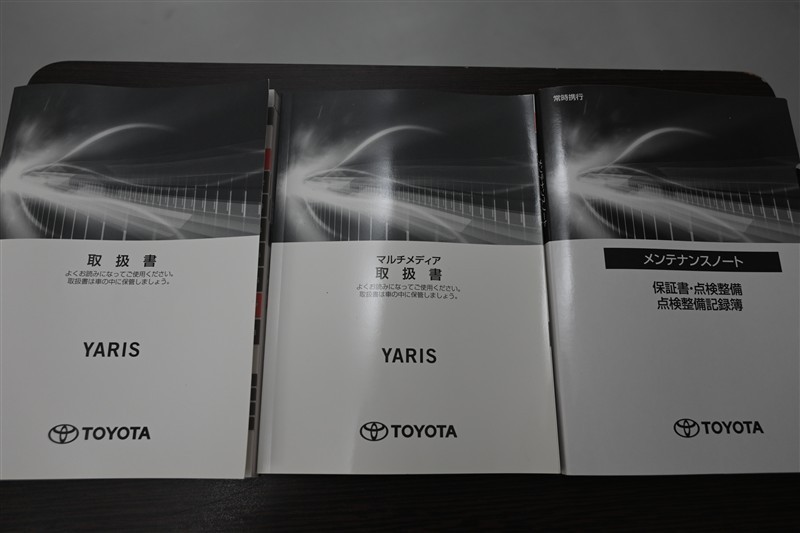 取扱書
よくお読みになってご使用ください。
取扱書は車の中に保管しましょう。
YARIS
TOYOTA
マルチメディア
取扱書
よくお読みになってご使用ください。
取扱書は車の中に保管しましょう。
YARIS
TOYOTA
常時携行
メンテナンスノート
保証書・点検整備
点検整備記録簿
TOYOTA